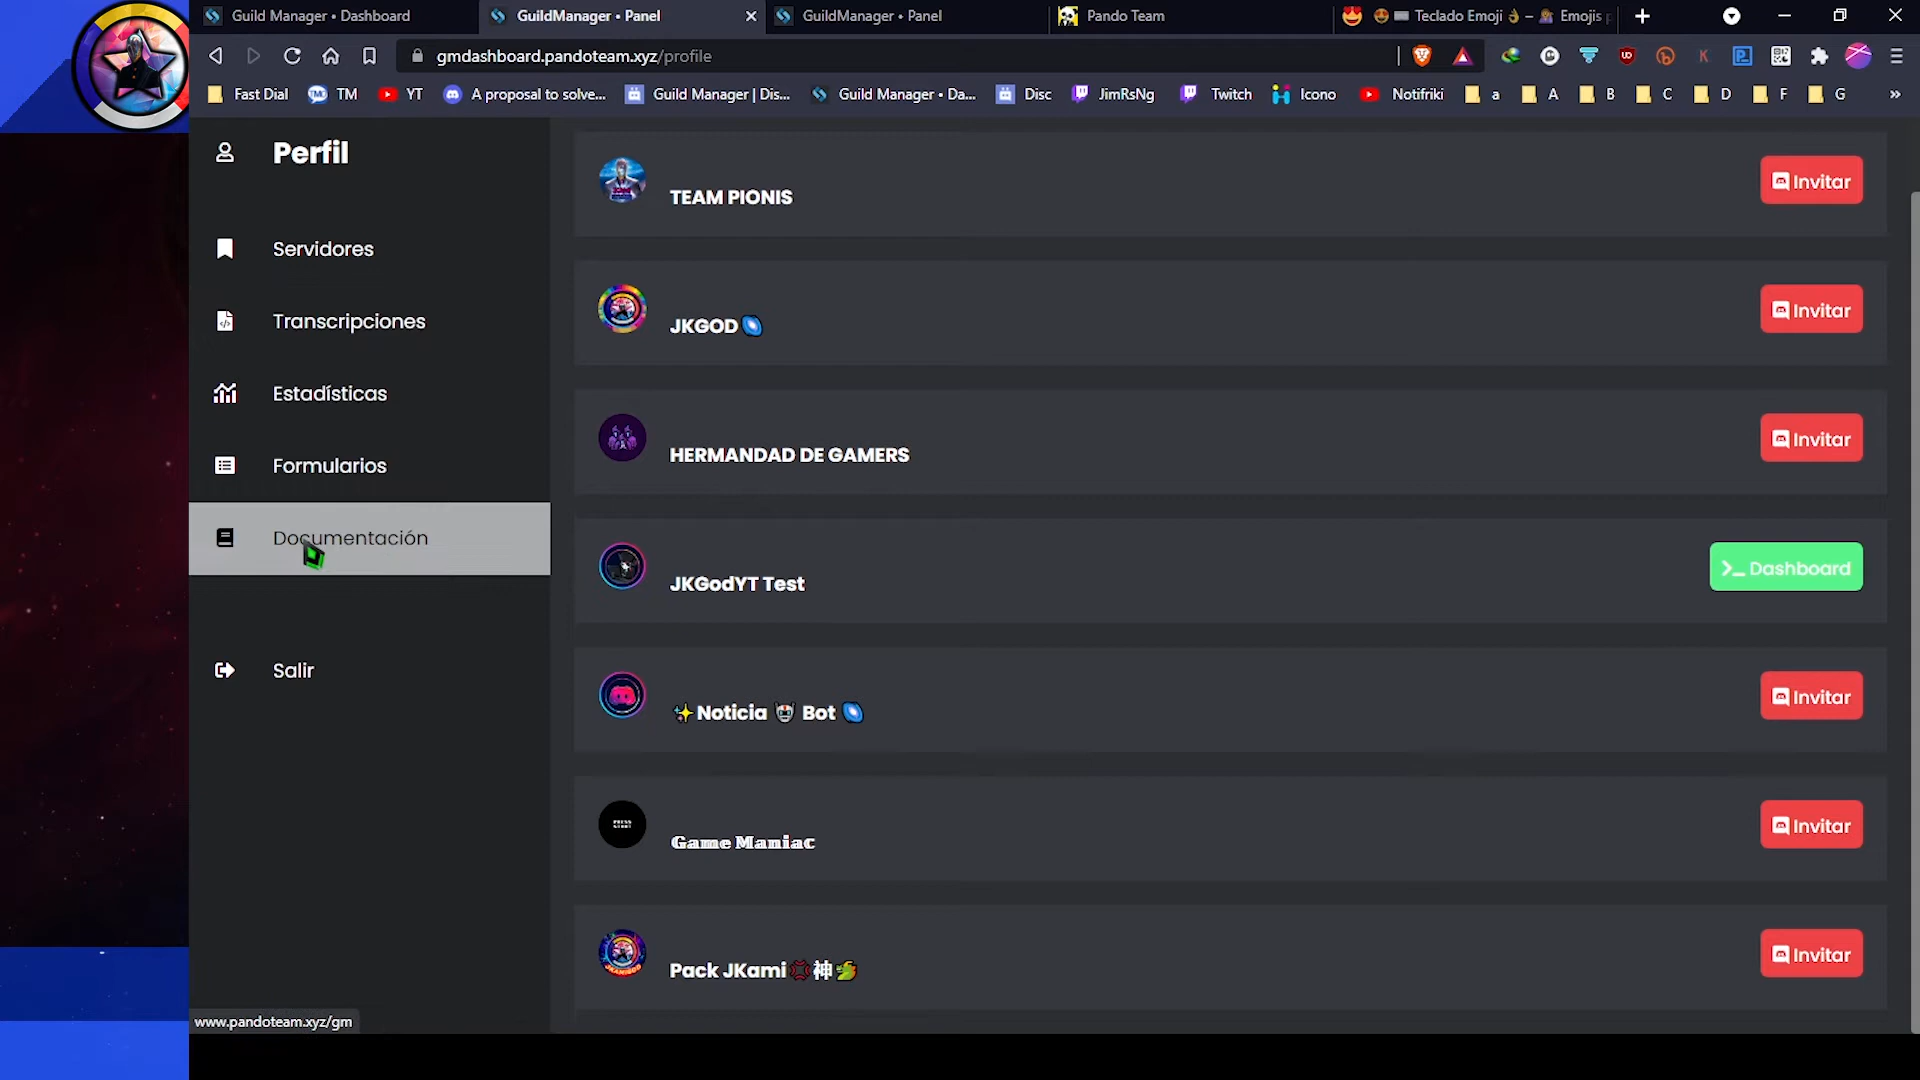 Guild Manager • Dashboard
GuildManager • Panel
GuildManager • Panel
Pando Team
😍 ⌨ Teclado Emoji 👌 – 💁 Emojis p
gmdashboard.pandoteam.xyz/profile
Fast Dial
TM
YT
A proposal to solve...
Guild Manager | Dis...
Guild Manager • Da...
Disc
JimRsNg
Twitch
Icono
Notifriki
a
A
B
C
D
F
G
»
Perfil
Servidores
Transcripciones
Estadísticas
Formularios
Documentación
Salir
TEAM PIONIS
Invitar
JKGOD🌌
Invitar
HERMANDAD DE GAMERS
Invitar
JKGodYT Test
>_ Dashboard
✨Noticia 🤖 Bot 🌌
Invitar
PRESS
START
𝔾𝕒𝕞𝕖 𝕄𝕒𝕟𝕚𝕒𝕔
Invitar
Pack JKami💢神🐲
Invitar
www.pandoteam.xyz/gm